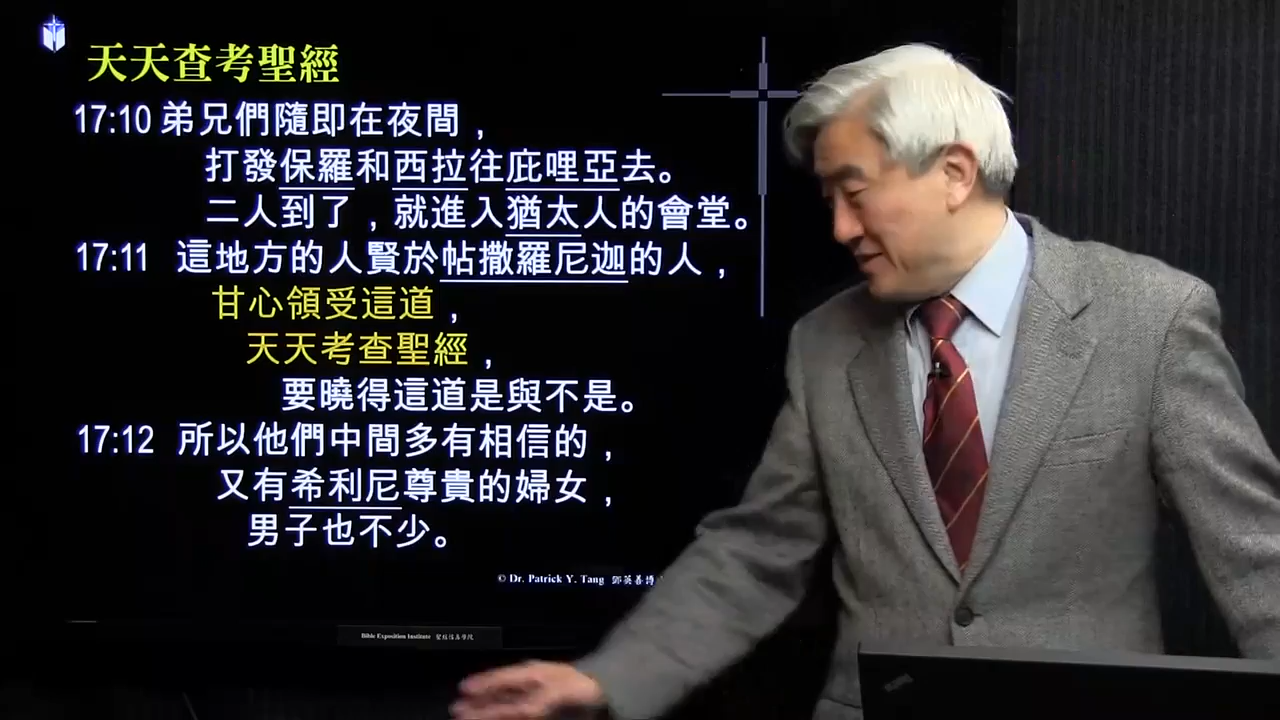 天天查考聖經
17:10 弟兄們隨即在夜間，
打發保羅和西拉往庇哩亞去。
二人到了，就進入猶太人的會堂。
17:11 這地方的人賢於帖撒羅尼迦的人，
甘心領受這道，
天天考查聖經，
要曉得這道是與不是。
17:12 所以他們中間多有相信的，
又有希利尼尊貴的婦女，
男子也不少。
© Dr. Patrick Y. Tang 鄧英善博
Bible Exposition Institute